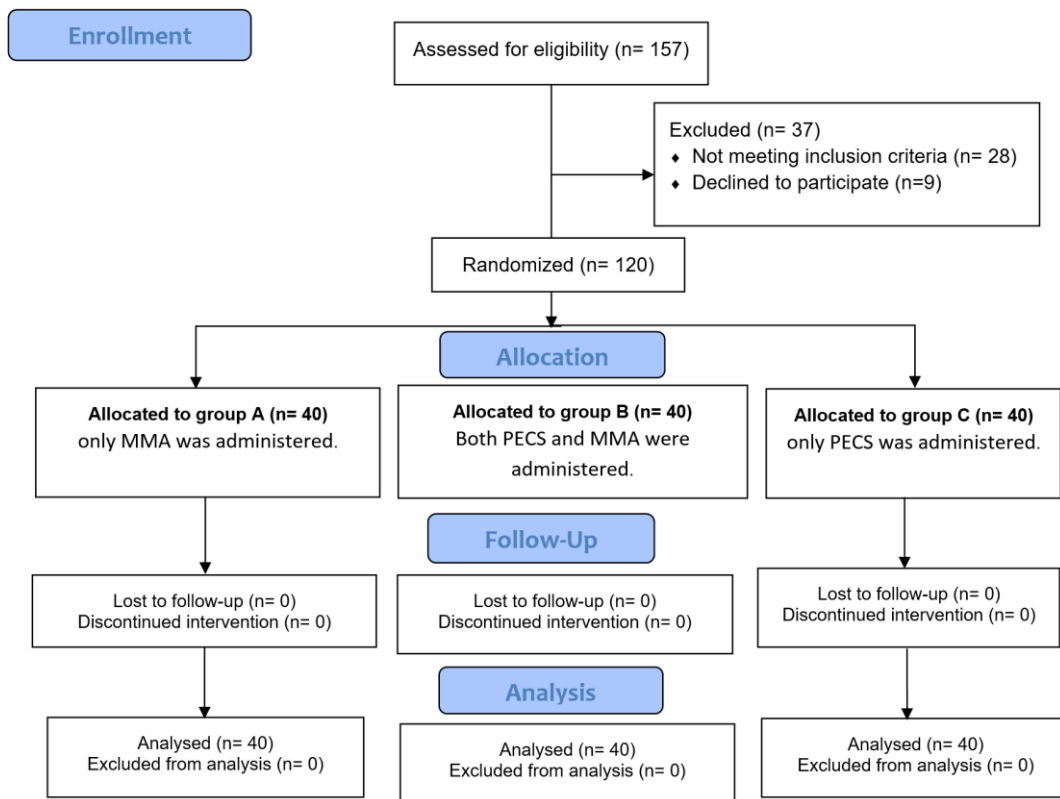 Enrollment
Assessed for eligibility (n= 157)
Excluded (n= 37)
♦ Not meeting inclusion criteria (n= 28)
♦ Declined to participate (n=9)
Randomized (n= 120)
Allocation
Allocated to group A (n= 40)
only MMA was administered.
Allocated to group B (n= 40)
Both PECS and MMA were
administered.
Allocated to group C (n= 40)
only PECS was administered.
Follow-Up
Lost to follow-up (n= 0)
Discontinued intervention (n= 0)
Lost to follow-up (n= 0)
Discontinued intervention (n= 0)
Lost to follow-up (n= 0)
Discontinued intervention (n= 0)
Analysis
Analysed (n= 40)
Excluded from analysis (n= 0)
Analysed (n= 40)
Excluded from analysis (n= 0)
Analysed (n= 40)
Excluded from analysis (n= 0)